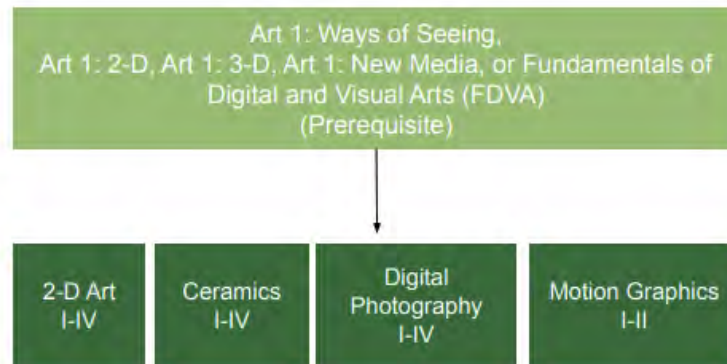 Art 1: Ways of Seeing,
Art 1: 2-D, Art 1: 3-D, Art 1: New Media, or Fundamentals of
Digital and Visual Arts (FDVA)
(Prerequisite)
2-D Art
I-IV
Ceramics
I-IV
Digital
Photography
I-IV
Motion Graphics
I-II